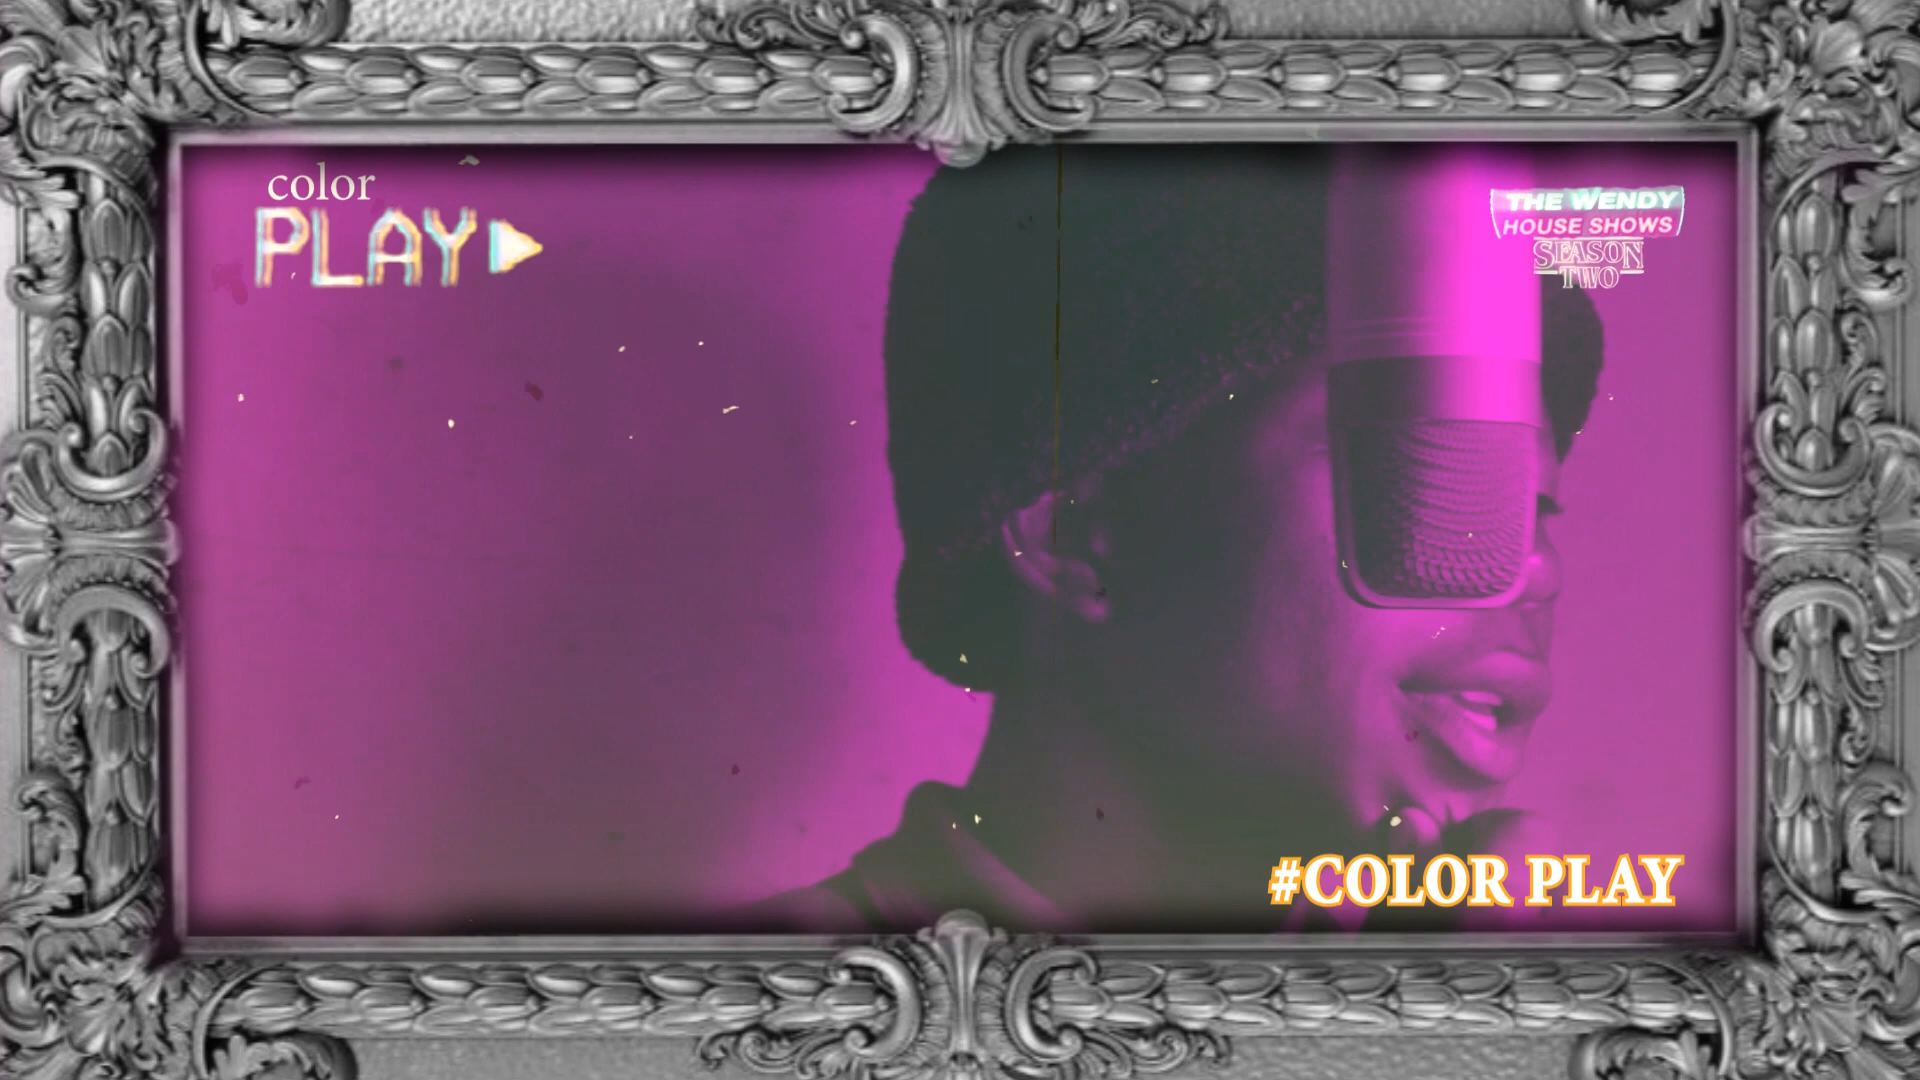 color
PLAY
THE WENDY
HOUSE SHOWS
SEASON
TWO
#COLOR PLAY